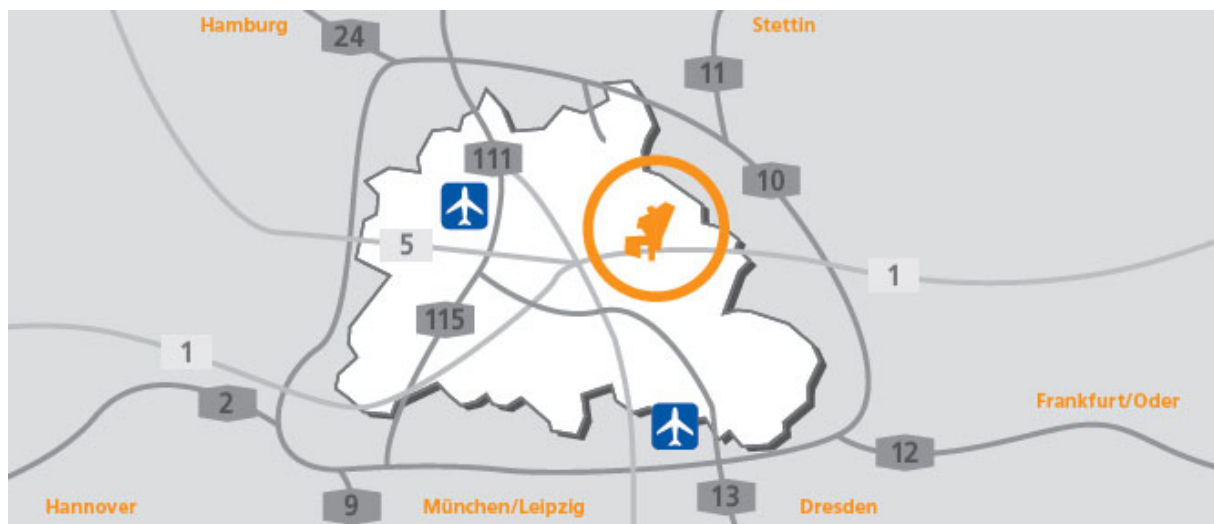 Hamburg
24
Stettin
11
111
10
5
1
115
1
2
Frankfurt/Oder
12
Hannover
9
München/Leipzig
13
Dresden